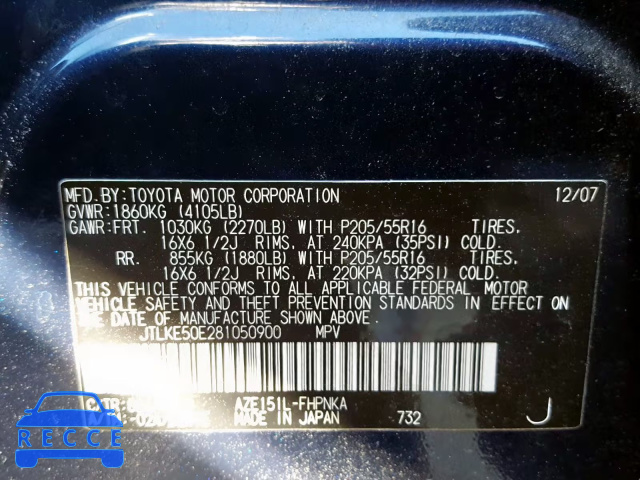 MFD.BY:TOYOTA MOTOR CORPORATION 12/07
GVWR:1860KG (4105LB)
GAWR:FRT. 1030KG (2270LB) WITH P205/55R16 TIRES.
16X6 1/2J RIMS. AT 240KPA (35PSI) COLD.
RR. 855KG (1880LB) WITH P205/55R16 TIRES.
16X6 1/2J RIMS. AT 220KPA (32PSI) COLD.
THIS VEHICLE CONFORMS TO ALL APPLICABLE FEDERAL MOTOR
VEHICLE SAFETY AND THEFT PREVENTION STANDARDS IN EFFECT ON
THE DATE OF MANUFACTURE SHOWN ABOVE.
JTLKE50E281050900 MPV
AZE151L-FHPNKA
MADE IN JAPAN 732 J
RECCE